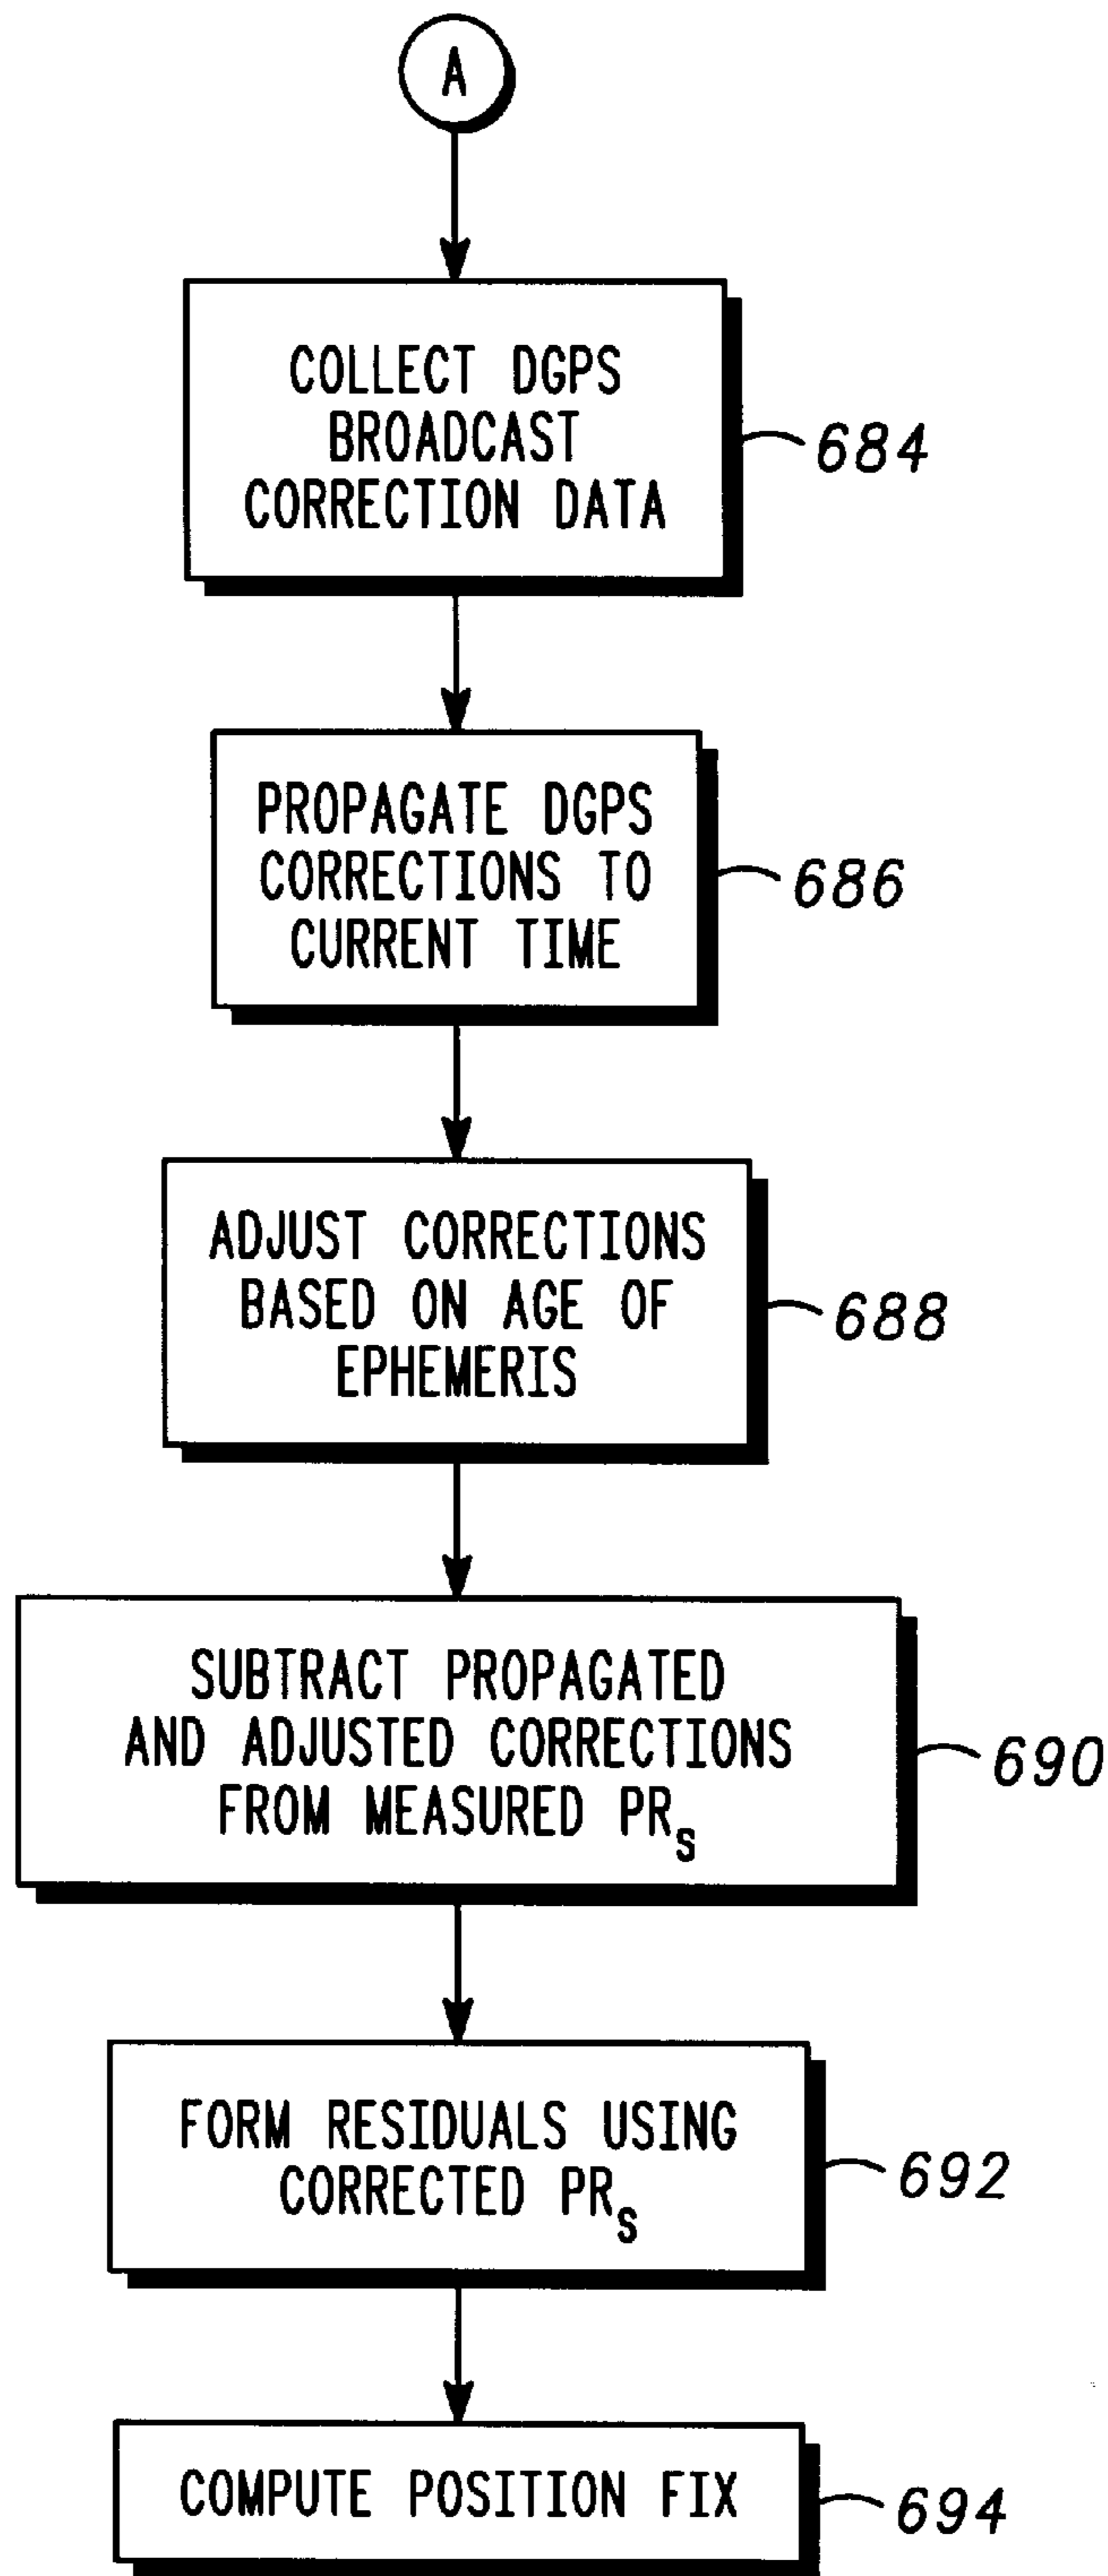 A
COLLECT DGPS
BROADCAST
CORRECTION DATA
684
PROPAGATE DGPS
CORRECTIONS TO
CURRENT TIME
686
ADJUST CORRECTIONS
BASED ON AGE OF
EPHEMERIS
688
SUBTRACT PROPAGATED
AND ADJUSTED CORRECTIONS
FROM MEASURED PRs
690
FORM RESIDUALS USING
CORRECTED PRs
692
COMPUTE POSITION FIX
694